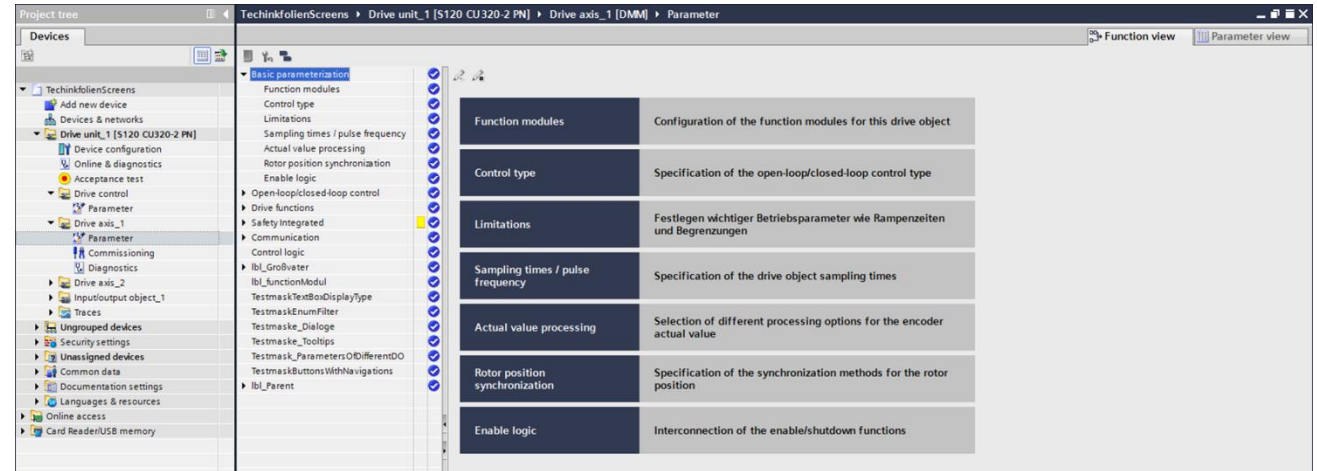 Project tree
TechinkfolienScreens ▸ Drive unit_1 [S120 CU320-2 PN] ▸ Drive axis_1 [DMM] ▸ Parameter
Devices
Function view
Parameter view
TechinkfolienScreens
Add new device
Devices & networks
Drive unit_1 [S120 CU320-2 PN]
Device configuration
Online & diagnostics
Acceptance test
Drive control
Parameter
Drive axis_1
Parameter
Commissioning
Diagnostics
Drive axis_2
Input/output object_1
Traces
Ungrouped devices
Security settings
Unassigned devices
Common data
Documentation settings
Languages & resources
Online access
Card Reader/USB memory
Basic parameterization
Function modules
Control type
Limitations
Sampling times / pulse frequency
Actual value processing
Rotor position synchronization
Enable logic
Open-loop/closed-loop control
Drive functions
Safety Integrated
Communication
Control logic
lbl_Großvater
lbl_functionModul
TestmaskTextBoxDisplayType
TestmaskEnumFilter
Testmaske_Dialoge
Testmaske_Tooltips
Testmask_ParametersOfDifferentDO
TestmaskButtonsWithNavigations
lbl_Parent
Function modules
Configuration of the function modules for this drive object
Control type
Specification of the open-loop/closed-loop control type
Limitations
Festlegen wichtiger Betriebsparameter wie Rampenzeiten
und Begrenzungen
Sampling times / pulse
frequency
Specification of the drive object sampling times
Actual value processing
Selection of different processing options for the encoder
actual value
Rotor position
synchronization
Specification of the synchronization methods for the rotor
position
Enable logic
Interconnection of the enable/shutdown functions